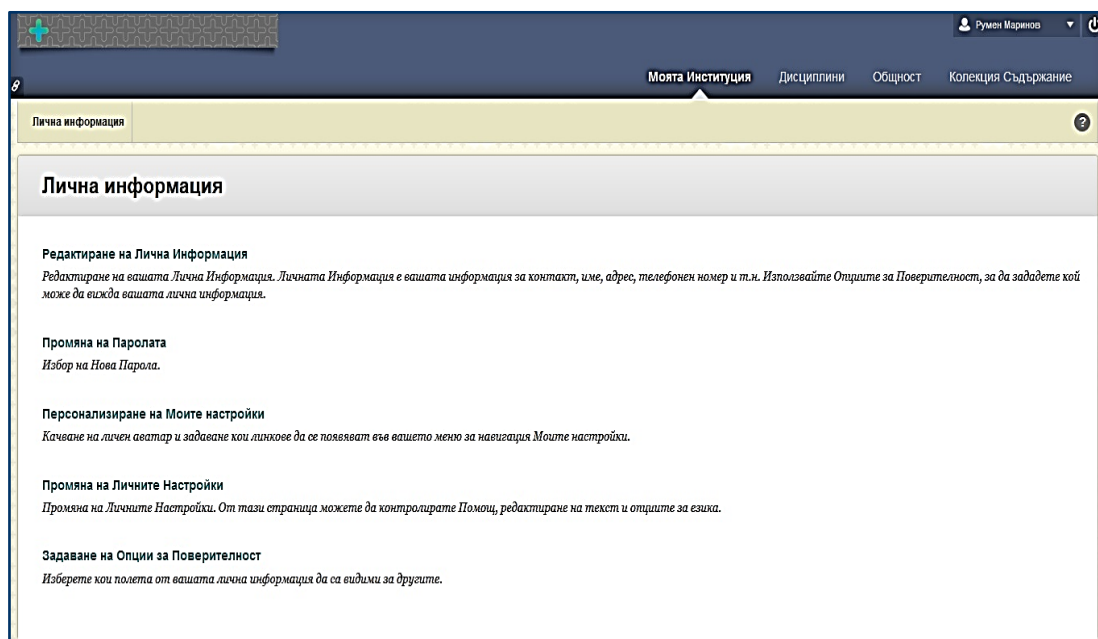 Румен Маринов
Моята Институция Дисциплини Общност Колекция Съдържание
Лична информация
Лична информация
Редактиране на Лична Информация
Редактиране на вашата Лична Информация. Личната Информация е вашата информация за контакт, име, адрес, телефонен номер и т.н. Използвайте Опциите за Поверителност, за да зададете кой
може да вижда вашата лична информация.
Промяна на Паролата
Избор на Нова Парола.
Персонализиране на Моите настройки
Качване на личен аватар и задаване кои линкове да се появяват във вашето меню за навигация Моите настройки.
Промяна на Личните Настройки
Промяна на Личните Настройки. От тази страница можете да контролирате Помощ, редактиране на текст и опциите за езика.
Задаване на Опции за Поверителност
Изберете кои полета от вашата лична информация да са видими за другите.